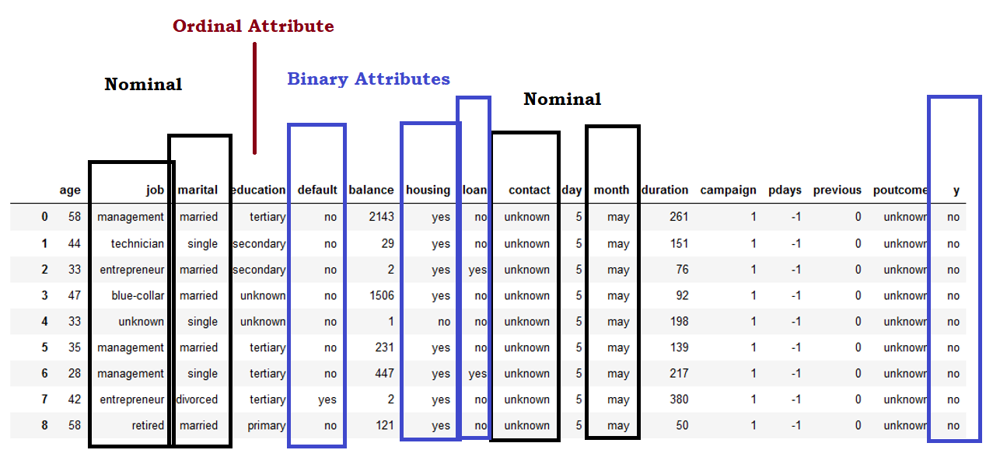 Ordinal Attribute
Nominal
Binary Attributes
Nominal
age job marital education default balance housing loan contact day month duration campaign pdays previous poutcome y
0 58 management married tertiary no 2143 yes no unknown 5 may 261 1 -1 0 unknown no
1 44 technician single secondary no 29 yes no unknown 5 may 151 1 -1 0 unknown no
2 33 entrepreneur married secondary no 2 yes yes unknown 5 may 76 1 -1 0 unknown no
3 47 blue-collar married unknown no 1506 yes no unknown 5 may 92 1 -1 0 unknown no
4 33 unknown single unknown no 1 no no unknown 5 may 198 1 -1 0 unknown no
5 35 management married tertiary no 231 yes no unknown 5 may 139 1 -1 0 unknown no
6 28 management single tertiary no 447 yes yes unknown 5 may 217 1 -1 0 unknown no
7 42 entrepreneur divorced tertiary yes 2 yes no unknown 5 may 380 1 -1 0 unknown no
8 58 retired married primary no 121 yes no unknown 5 may 50 1 -1 0 unknown no